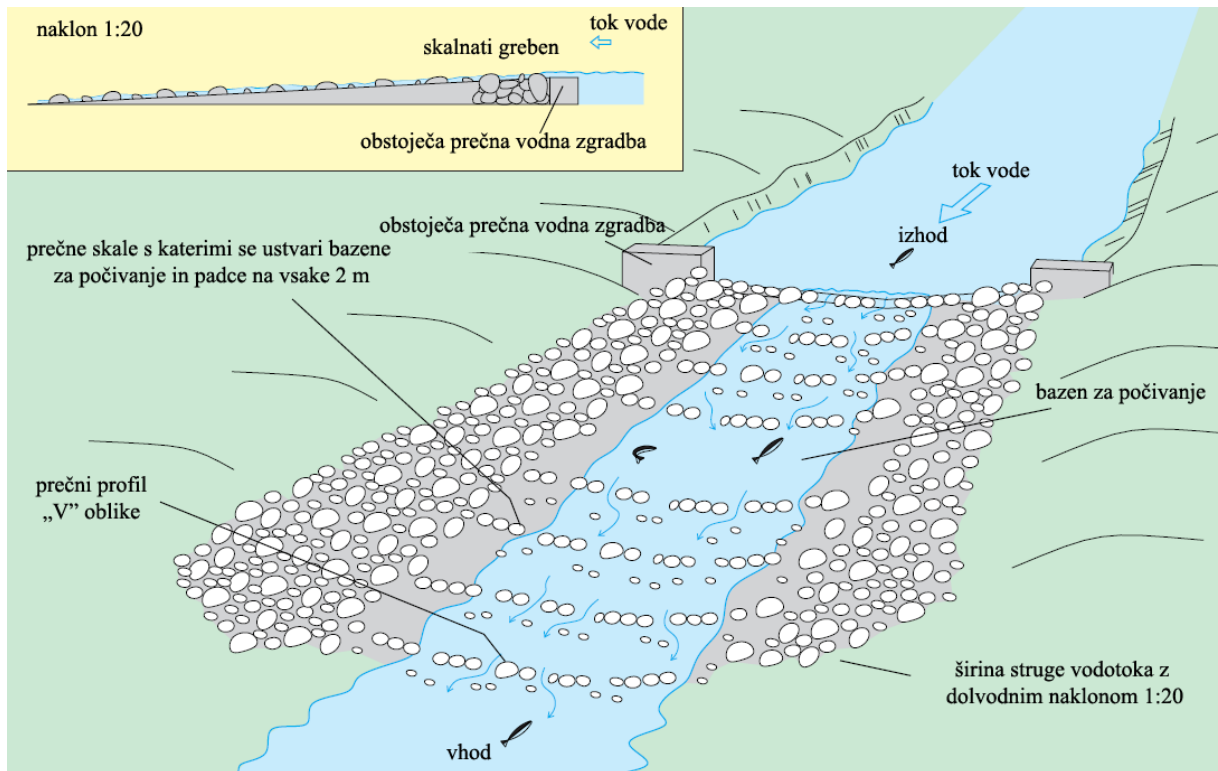 naklon 1:20
tok vode
skalnati greben
obstoječa prečna vodna zgradba
tok vode
obstoječa prečna vodna zgradba
izhod
prečne skale s katerimi se ustvari bazene
za počivanje in padce na vsake 2 m
bazen za počivanje
prečni profil
„V” oblike
širina struge vodotoka z
dolvodnim naklonom 1:20
vhod